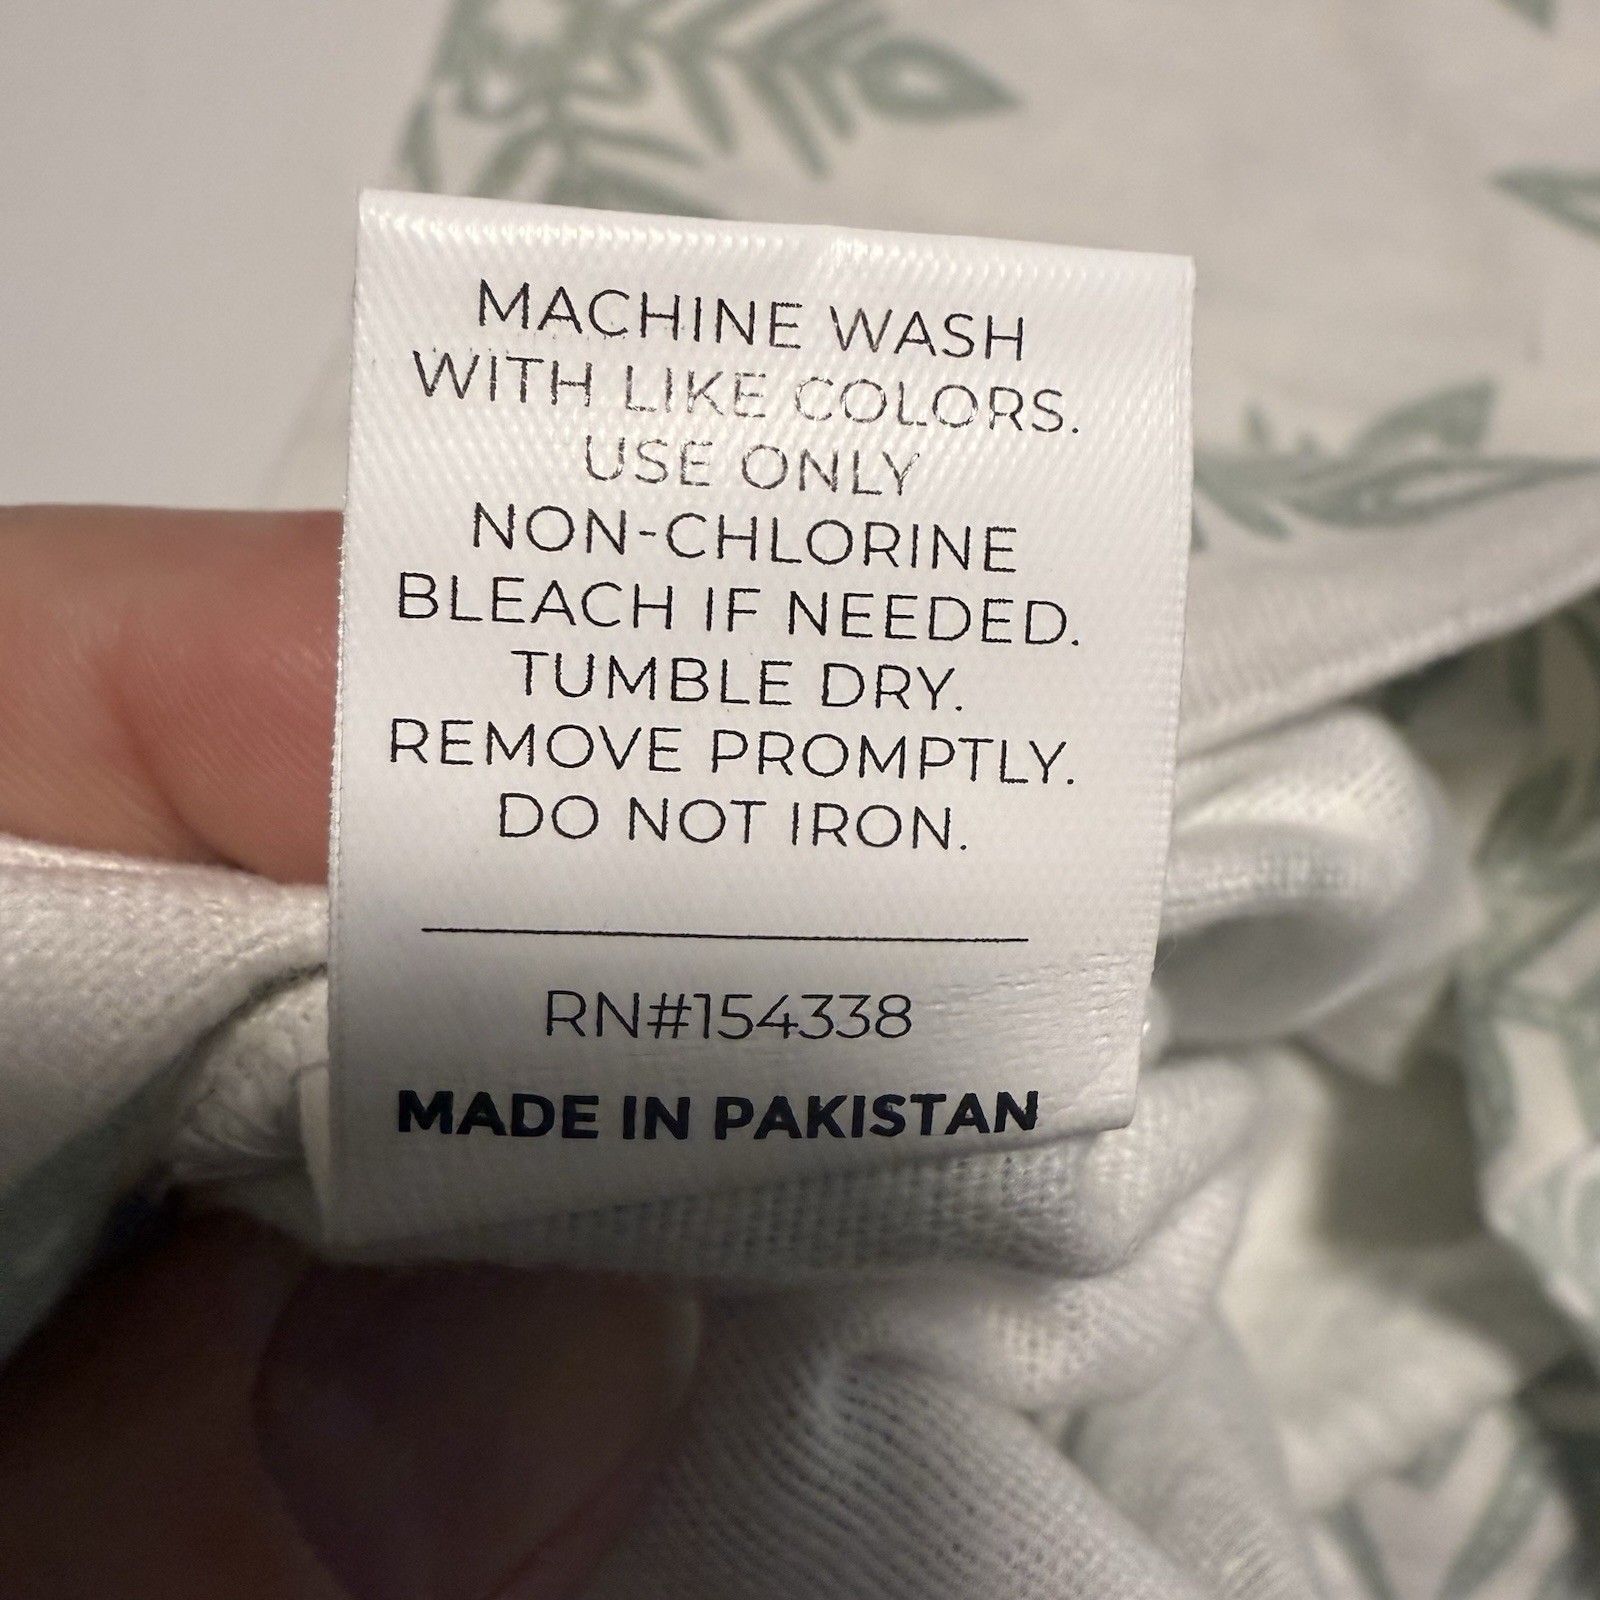 MACHINE WASH
WITH LIKE COLORS.
USE ONLY
NON-CHLORINE
BLEACH IF NEEDED.
TUMBLE DRY.
REMOVE PROMPTLY.
DO NOT IRON.
RN#154338
MADE IN PAKISTAN